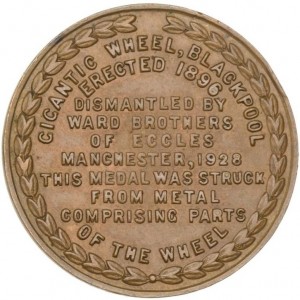 GIGANTIC WHEEL, BLACKPOOL
ERECTED 1896
DISMANTLED BY
WARD BROTHERS
OF ECCLES
MANCHESTER, 1928
THIS MEDAL WAS STRUCK
FROM METAL
COMPRISING PARTS
OF THE WHEEL